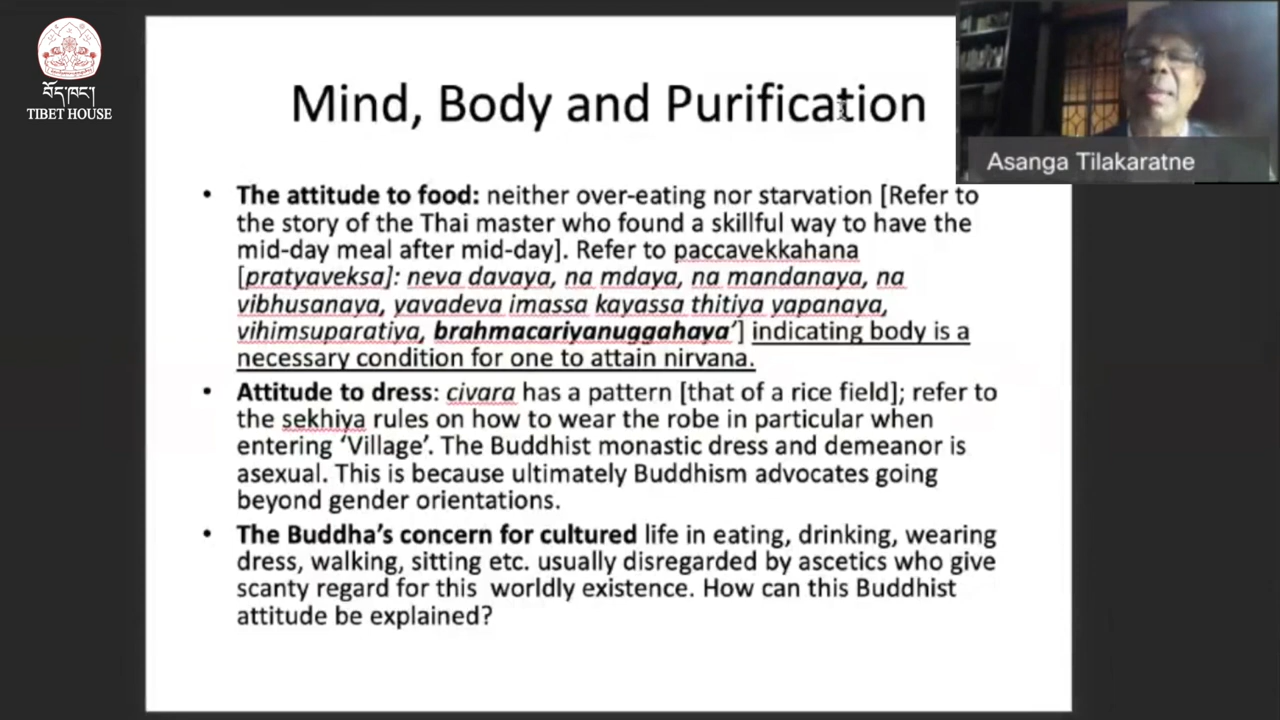 བོད་ཁང།
TIBET HOUSE
Mind, Body and Purification
Asanga Tilakaratne
• The attitude to food: neither over-eating nor starvation [Refer to
the story of the Thai master who found a skillful way to have the
mid-day meal after mid-day]. Refer to paccavekkahana
[pratyaveksa]: neva davaya, na mdaya, na mandanaya, na
vibhusanaya, yavadeva imassa kayassa thitiya yapanaya,
vihimsuparatiya, brahmacariyanuggahaya’] indicating body is a
necessary condition for one to attain nirvana.
• Attitude to dress: civara has a pattern [that of a rice field]; refer to
the sekhiya rules on how to wear the robe in particular when
entering ‘Village’. The Buddhist monastic dress and demeanor is
asexual. This is because ultimately Buddhism advocates going
beyond gender orientations.
• The Buddha’s concern for cultured life in eating, drinking, wearing
dress, walking, sitting etc. usually disregarded by ascetics who give
scanty regard for this  worldly existence. How can this Buddhist
attitude be explained?